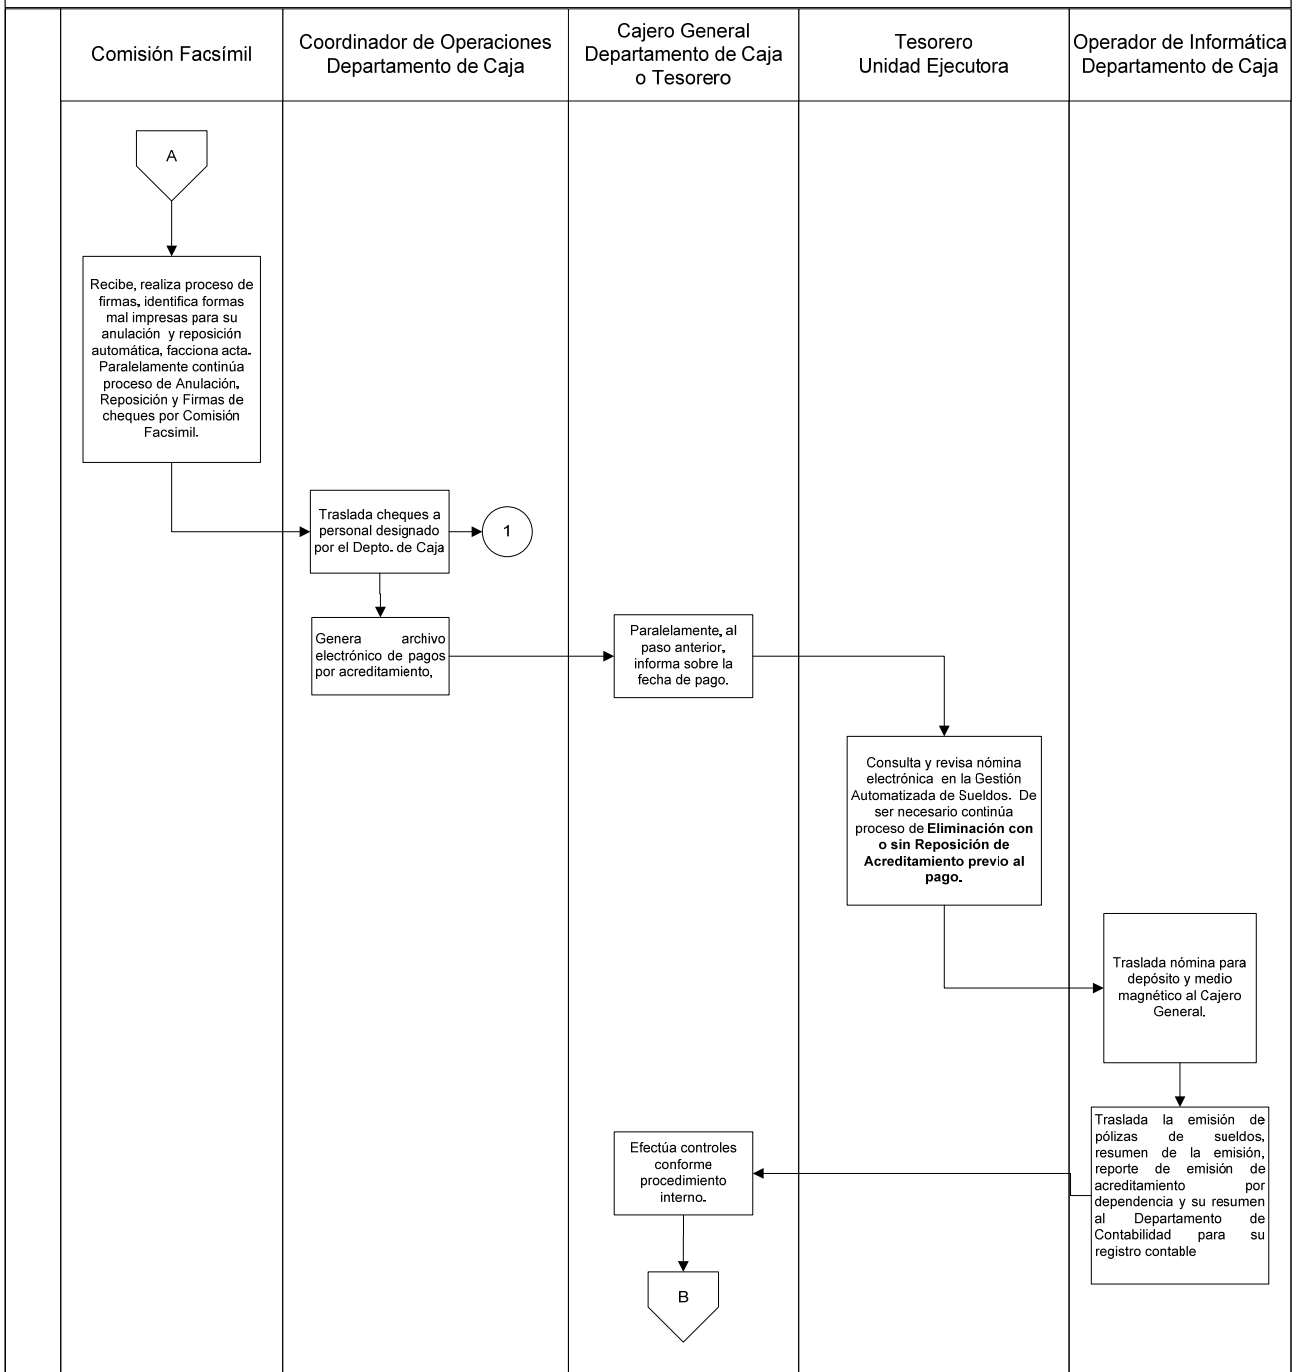 Comisión Facsímil
Coordinador de Operaciones
Departamento de Caja
Cajero General
Departamento de Caja
o Tesorero
Tesorero
Unidad Ejecutora
Operador de Informática
Departamento de Caja
A
Recibe, realiza proceso de
firmas, identifica formas
mal impresas para su
anulación y reposición
automática, facciona acta.
Paralelamente continúa
proceso de Anulación,
Reposición y Firmas de
cheques por Comisión
Facsimil.
Traslada cheques a
personal designado
por el Depto. de Caja
1
Genera archivo
electrónico de pagos
por acreditamiento,
Paralelamente, al
paso anterior,
informa sobre la
fecha de pago.
Consulta y revisa nómina
electrónica en la Gestión
Automatizada de Sueldos. De
ser necesario continúa
proceso de Eliminación con
o sin Reposición de
Acreditamiento previo al
pago.
Traslada nómina para
depósito y medio
magnético al Cajero
General.
Traslada la emisión de
pólizas de sueldos,
resumen de la emisión,
reporte de emisión de
acreditamiento por
dependencia y su resumen
al Departamento de
Contabilidad para su
registro contable
Efectúa controles
conforme
procedimiento
interno.
B